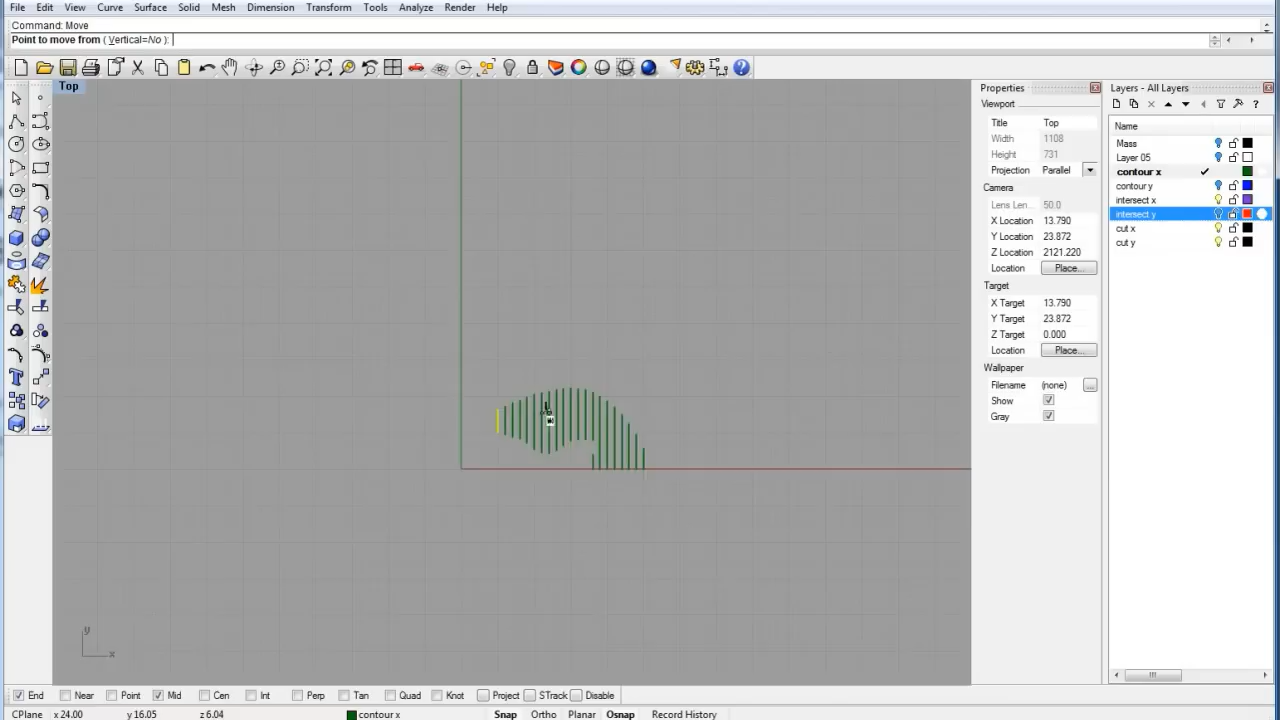 File Edit View Curve Surface Solid Mesh Dimension Transform Tools Analyze Render Help
Command: Move
Point to move from ( Vertical=No ):
Top
Properties
Viewport
Title Top
Width 1108
Height 731
Projection Parallel
Camera
Lens Len... 50.0
X Location 13.790
Y Location 23.872
Z Location 2121.220
Location Place...
Target
X Target 13.790
Y Target 23.872
Z Target 0.000
Location Place...
Wallpaper
Filename (none) ...
Show
Gray
Layers - All Layers
Name
Mass
Layer 05
contour x
contour y
intersect x
intersect y
cut x
cut y
y
x
End Near Point Mid Cen Int Perp Tan Quad Knot Project STrack Disable
CPlane x 24.00 y 16.05 z 6.04 contour x Snap Ortho Planar Osnap Record History